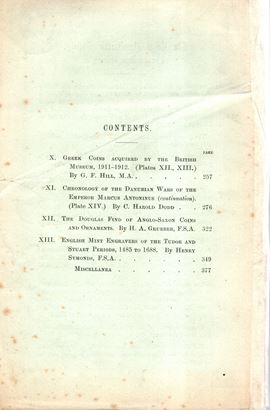 CONTENTS.
PAGE
X. GREEK COINS ACQUIRED BY THE BRITISH
MUSEUM, 1911–1912. (Plates XII., XIII.)
By G. F. HILL, M.A. . . . . . 257
XI. CHRONOLOGY OF THE DANUBIAN WARS OF THE
EMPEROR MARCUS ANTONINUS (continuation).
(Plate XIV.) By C. HAROLD DODD . . 276
XII. THE DOUGLAS FIND OF ANGLO-SAXON COINS
AND ORNAMENTS. By H. A. GRUEBER, F.S.A. 322
XIII. ENGLISH MINT ENGRAVERS OF THE TUDOR AND
STUART PERIODS, 1485 TO 1688. By HENRY
SYMONDS, F.S.A. . . . . . . 349
MISCELLANEA . . . . . . 377